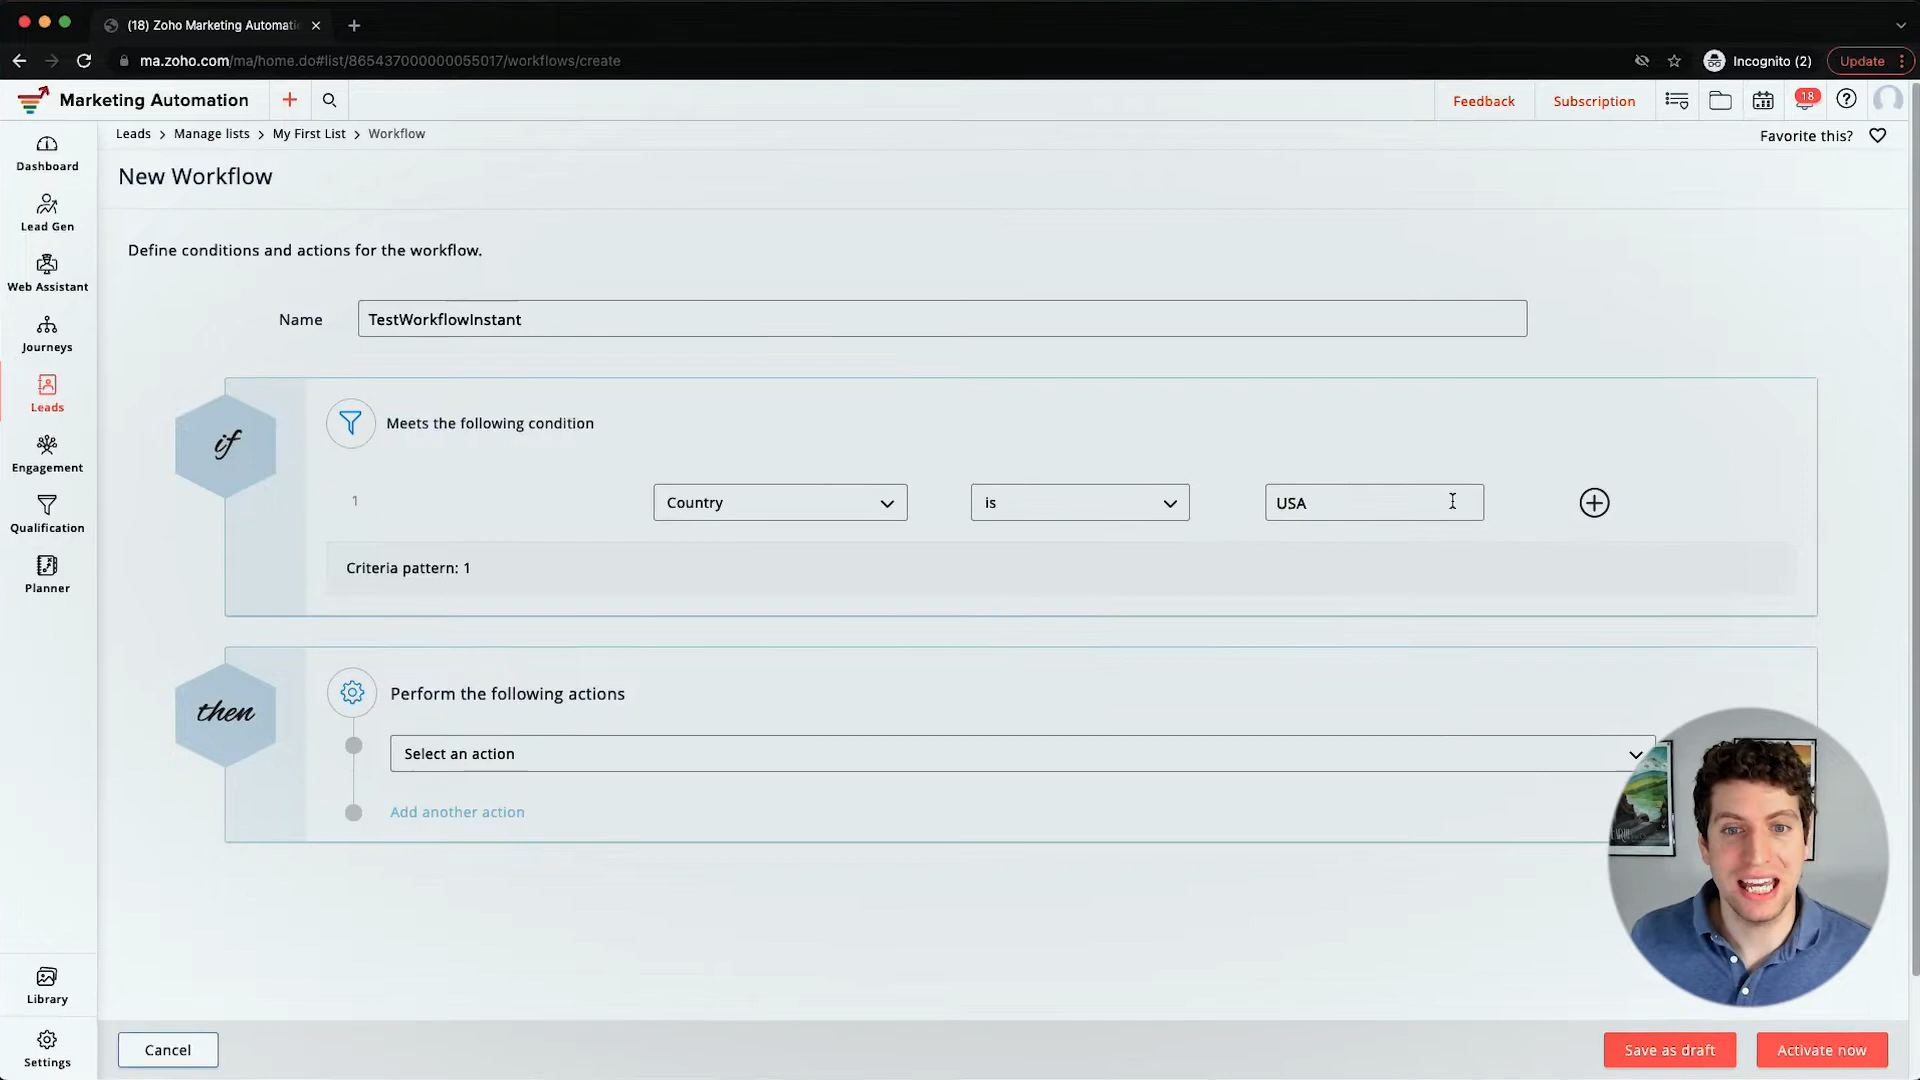 (18) Zoho Marketing Automati
ma.zoho.com/ma/home.do#list/865437000000055017/workflows/create
Incognito (2)
Update
Marketing Automation
Feedback
Subscription
18
Leads > Manage lists > My First List > Workflow
Favorite this?
Dashboard
Lead Gen
Web Assistant
Journeys
Leads
Engagement
Qualification
Planner
Library
Settings
New Workflow
Define conditions and actions for the workflow.
Name
TestWorkflowInstant
if
Meets the following condition
1
Country
is
USA
Criteria pattern: 1
then
Perform the following actions
Select an action
Add another action
Cancel
Save as draft
Activate now